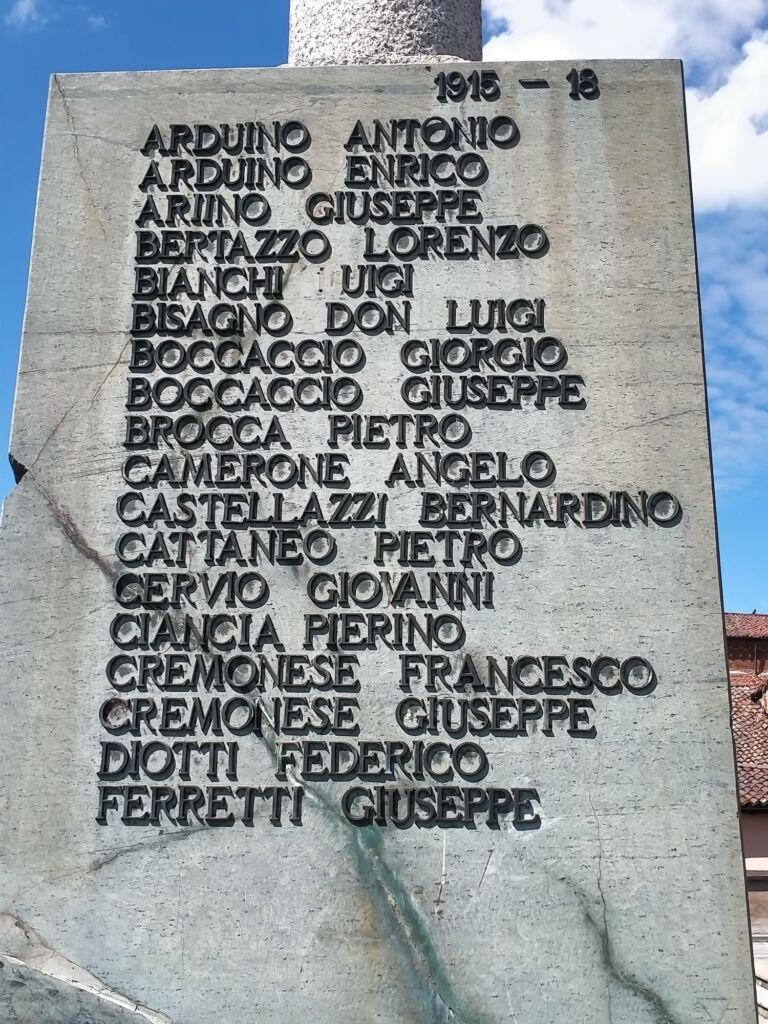 1915 – 18
ARDUINO ANTONIO
ARDUINO ENRICO
ARIINO GIUSEPPE
BERTAZZO LORENZO
BIANCHI UIGI
BISAGNO DON LUIGI
BOCCACCIO GIORGIO
BOCCACCIO GIUSEPPE
BROCCA PIETRO
CAMERONE ANGELO
CASTELLAZZI BERNARDINO
CATTANEO PIETRO
CERVIO GIOVANNI
CIANCIA PIERINO
CREMONESE FRANCESCO
CREMONESE GIUSEPPE
DIOTTI FEDERICO
FERRETTI GIUSEPPE